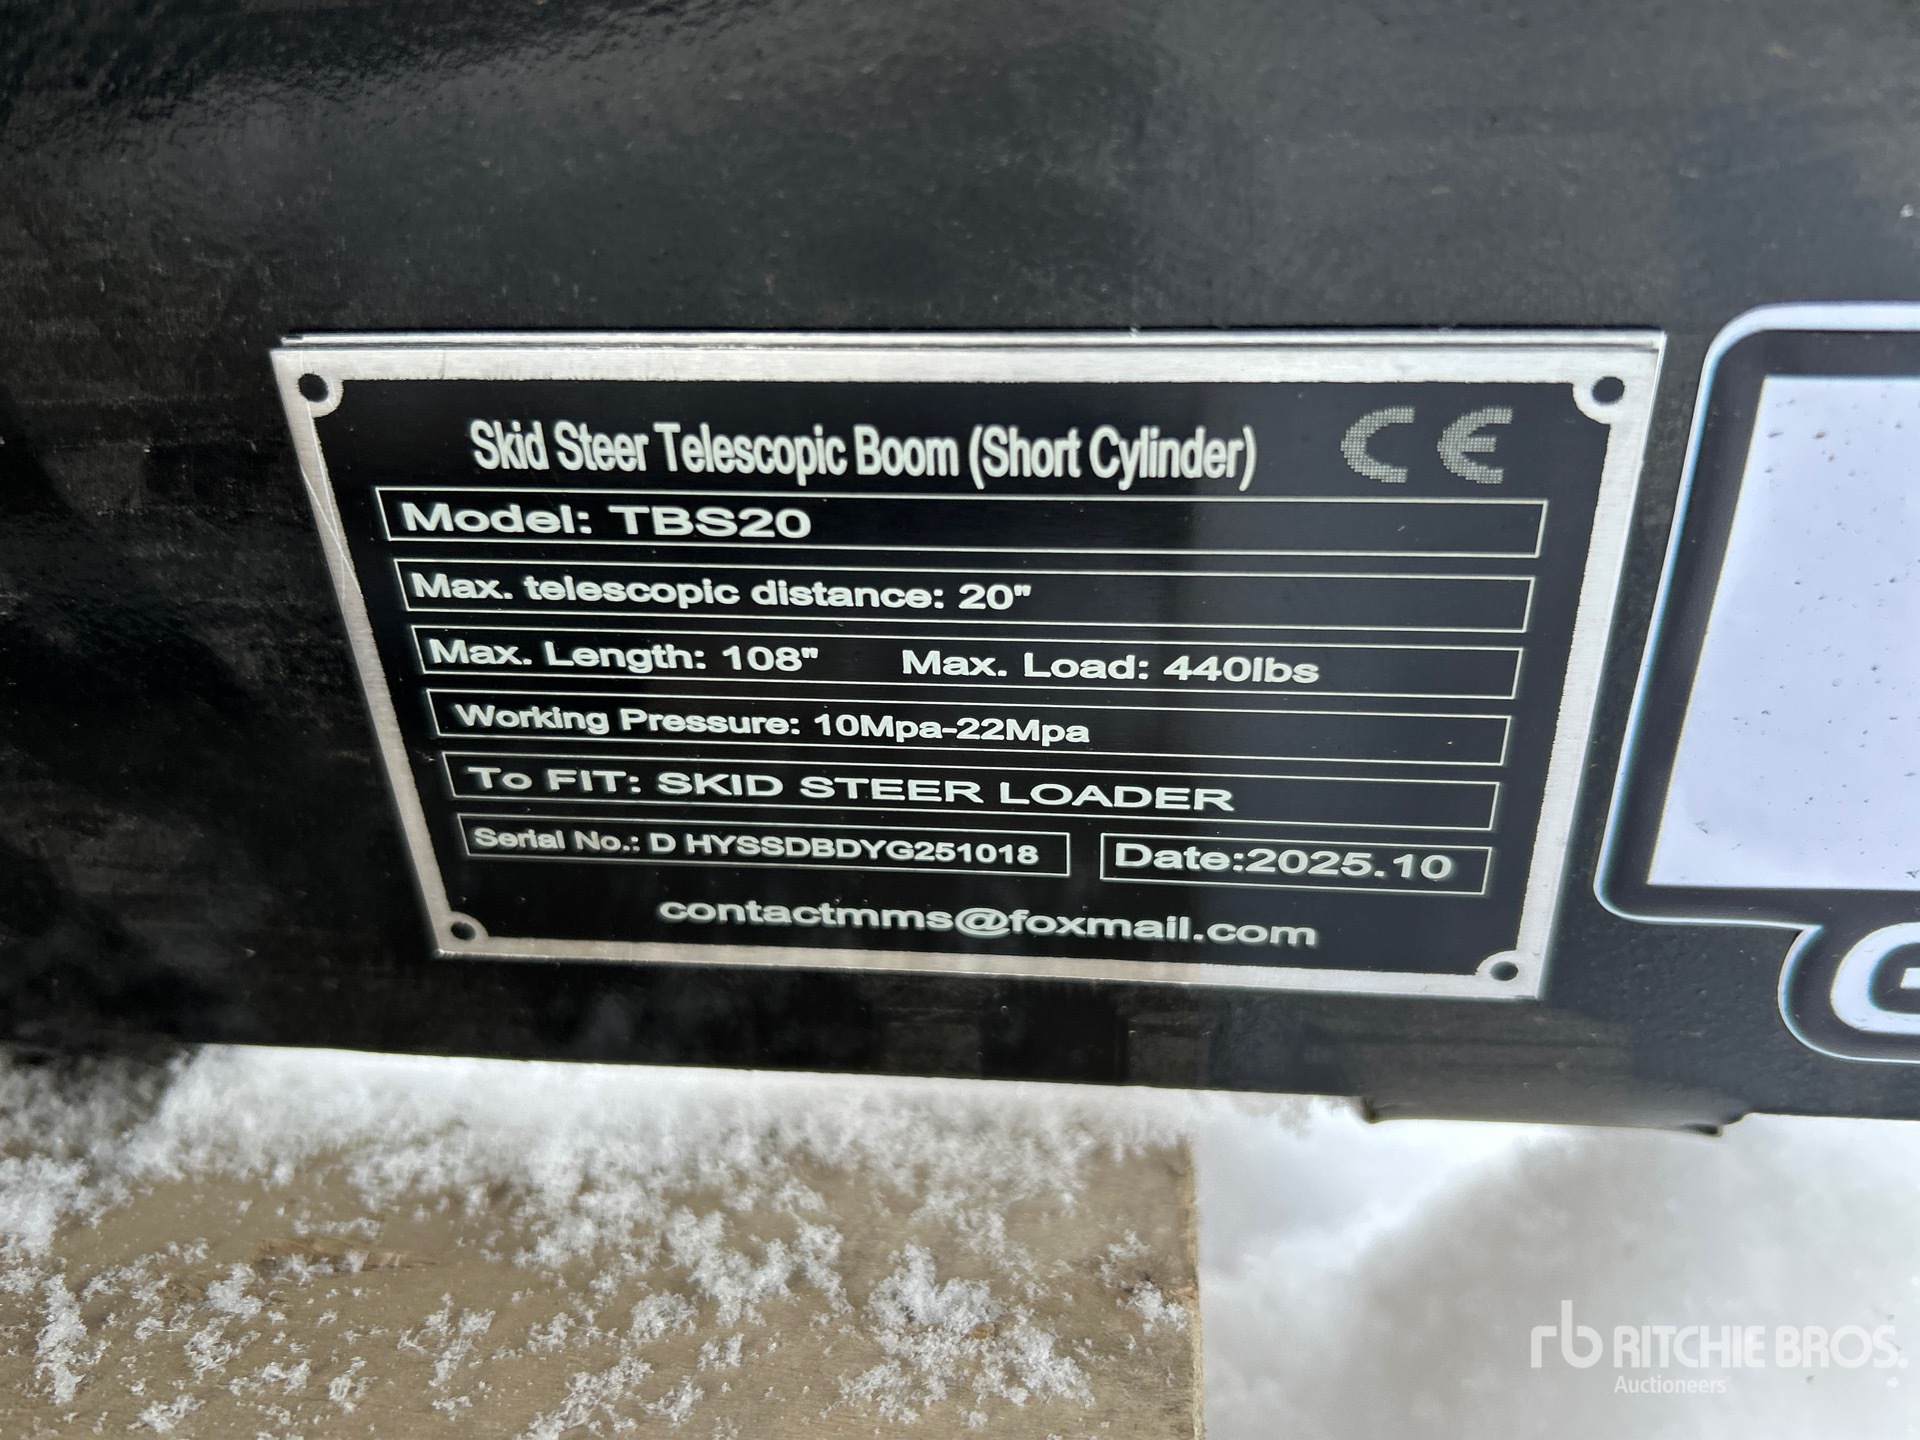 Skid Steer Telescopic Boom (Short Cylinder) CE
Model: TBS20
Max. telescopic distance: 20"
Max. Length: 108" Max. Load: 440lbs
Working Pressure: 10Mpa-22Mpa
To FIT: SKID STEER LOADER
Serial No.: D HYSSDBDYG251018 Date:2025.10
contactmms@foxmail.com
rb RITCHIE BROS.
Auctioneers